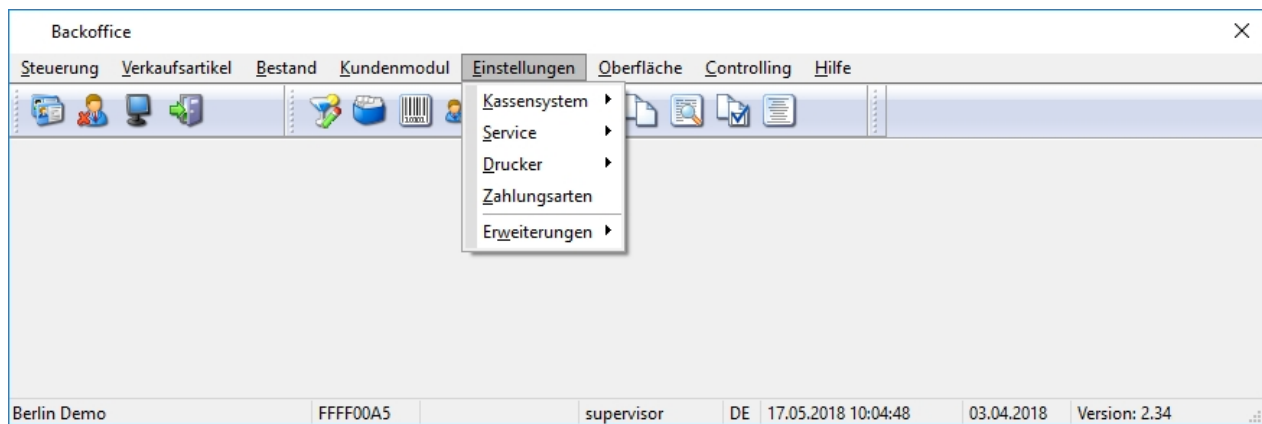 Backoffice
Steuerung Verkaufsartikel Bestand Kundenmodul Einstellungen Oberfläche Controlling Hilfe
Kassensystem
Service
Drucker
Zahlungsarten
Erweiterungen
Berlin Demo FFFF00A5 supervisor DE 17.05.2018 10:04:48 03.04.2018 Version: 2.34